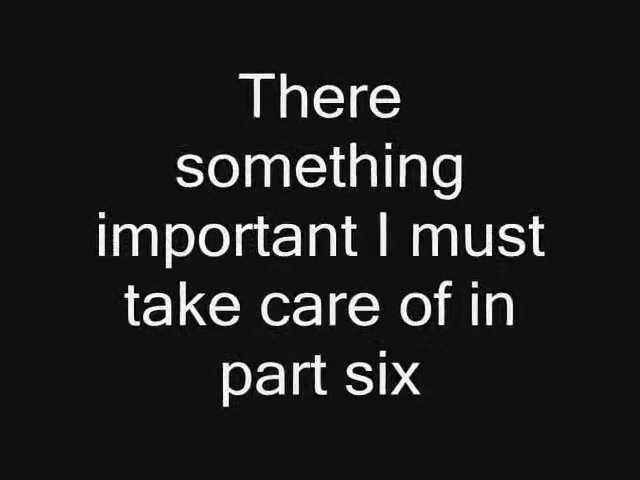 There
something
important I must
take care of in
part six